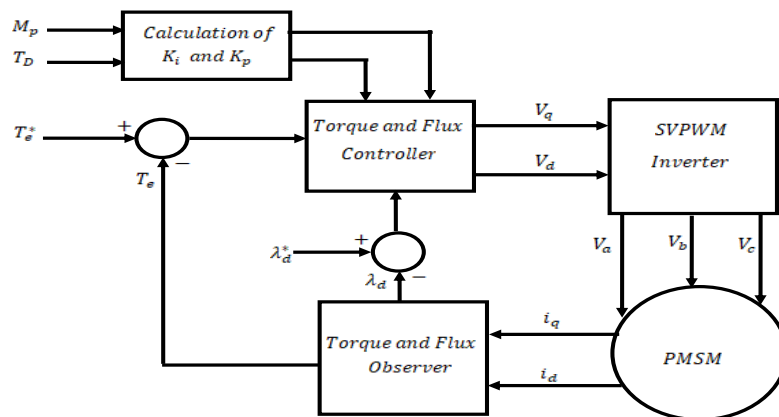 M_p
T_D
Calculation of
K_i and K_p
T_e^*
+
−
T_e
Torque and Flux
Controller
V_q
V_d
SVPWM
Inverter
λ_d^*
+
−
λ_d
V_a
V_b
V_c
Torque and Flux
Observer
i_q
i_d
PMSM